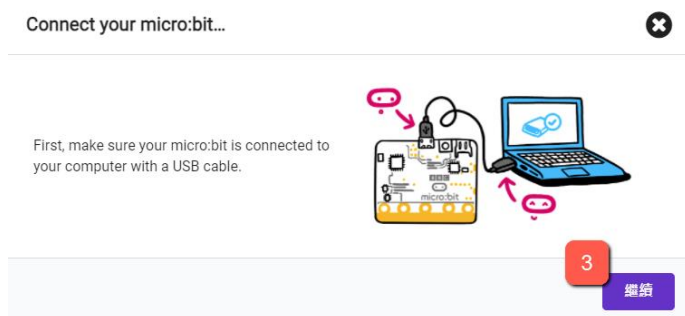 Connect your micro:bit...
First, make sure your micro:bit is connected to
your computer with a USB cable.
micro:bit
3
繼續